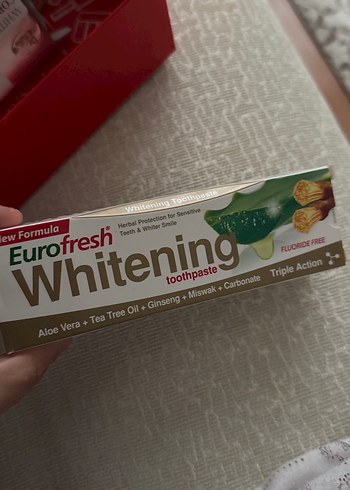 Whitening Toothpaste
New Formula
Herbal Protection for Sensitive
Teeth & Whiter Smile
Eurofresh®
Whitening
toothpaste
FLUORIDE FREE
Aloe Vera + Tea Tree Oil + Ginseng + Miswak + Carbonate
Triple Action